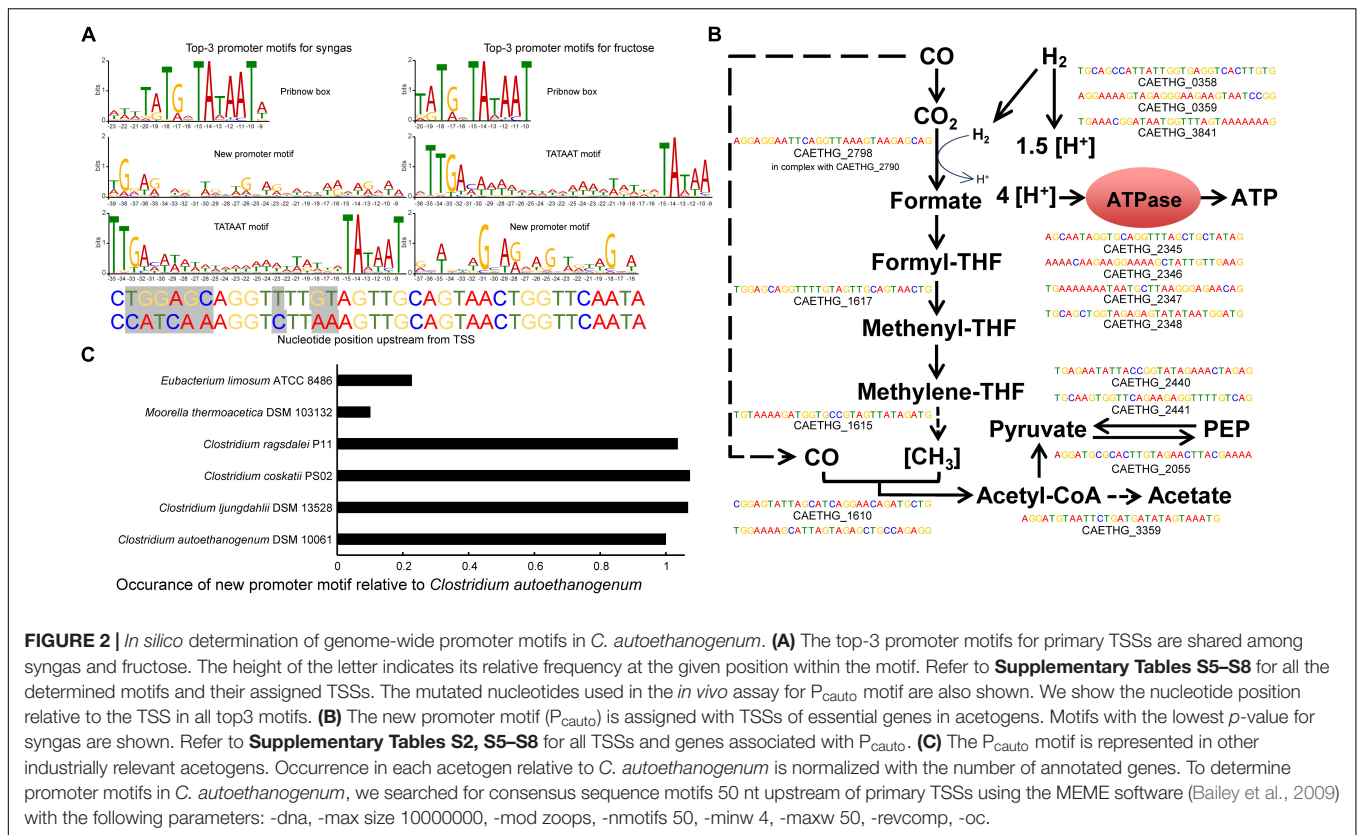 A
Top-3 promoter motifs for syngas
Top-3 promoter motifs for fructose
Pribnow box
Pribnow box
New promoter motif
TATAAT motif
TATAAT motif
New promoter motif
CTGGAGCAGGTTTTGTAGTTGCAGTAACTGGTTCAATA
CCATCAAAGGTCTTAAAGTTGCAGTAACTGGTTCAATA
Nucleotide position upstream from TSS
C
Eubacterium limosum ATCC 8486
Moorella thermoacetica DSM 103132
Clostridium ragsdalei P11
Clostridium coskatii PS02
Clostridium ljungdahlii DSM 13528
Clostridium autoethanogenum DSM 10061
0 0.2 0.4 0.6 0.8 1
Occurance of new promoter motif relative to Clostridium autoethanogenum
B
CO
H2
TGCAGCCATTATTGGTGAGGTCACTTGTG
CAETHG_0358
AGGAAAAGTAGAGGGAAGAAGTAATCCGG
CAETHG_0359
TGAAACGGATAATGGTTTAGTAAAAAAAG
CAETHG_3841
CO2
1.5 [H+]
AGGAGGAATTCAGGTTAAAGTAAGAGCAG
CAETHG_2798
in complex with CAETHG_2790
H2
H+
Formate
4 [H+]
ATPase
ATP
AGCAATAGGTGCAGGTTTAGCTGCTATAG
CAETHG_2345
AAAACAAGAAGGAAAAGCTATTGTTGAAG
CAETHG_2346
TGAAAAAAATAATGCTTAAGGGAGAACAG
CAETHG_2347
TGCAGCTGGTAGAGAGTATATAATGGATG
CAETHG_2348
Formyl-THF
TGGAGCAGGTTTTGTAGTTGCAGTAACTG
CAETHG_1617
Methenyl-THF
Methylene-THF
TGTAAAAGATGGTGCCGTAGTTATAGATG
CAETHG_1615
TGAGAATATTACCGGTATAGAAACTAGAG
CAETHG_2440
TGCAAGTGGTTCAGAAGAGGTTTTGTCAG
CAETHG_2441
Pyruvate
PEP
AGGATGCGCACTTGTAGAACTTACGAAAA
CAETHG_2055
CO
[CH3]
CGGAGTATTAGCATCAGGAACAGATGCTG
CAETHG_1610
TGGAAAAGCATTAGTAGAGCTGCCAGAGG
Acetyl-CoA
Acetate
AGGATGTAATTCTGATGATATAGTAAATG
CAETHG_3359
FIGURE 2 | In silico determination of genome-wide promoter motifs in C. autoethanogenum. (A) The top-3 promoter motifs for primary TSSs are shared among
syngas and fructose. The height of the letter indicates its relative frequency at the given position within the motif. Refer to Supplementary Tables S5–S8 for all the
determined motifs and their assigned TSSs. The mutated nucleotides used in the in vivo assay for Pcauto motif are also shown. We show the nucleotide position
relative to the TSS in all top3 motifs. (B) The new promoter motif (Pcauto) is assigned with TSSs of essential genes in acetogens. Motifs with the lowest p-value for
syngas are shown. Refer to Supplementary Tables S2, S5–S8 for all TSSs and genes associated with Pcauto. (C) The Pcauto motif is represented in other
industrially relevant acetogens. Occurrence in each acetogen relative to C. autoethanogenum is normalized with the number of annotated genes. To determine
promoter motifs in C. autoethanogenum, we searched for consensus sequence motifs 50 nt upstream of primary TSSs using the MEME software (Bailey et al., 2009)
with the following parameters: -dna, -max size 10000000, -mod zoops, -nmotifs 50, -minw 4, -maxw 50, -revcomp, -oc.